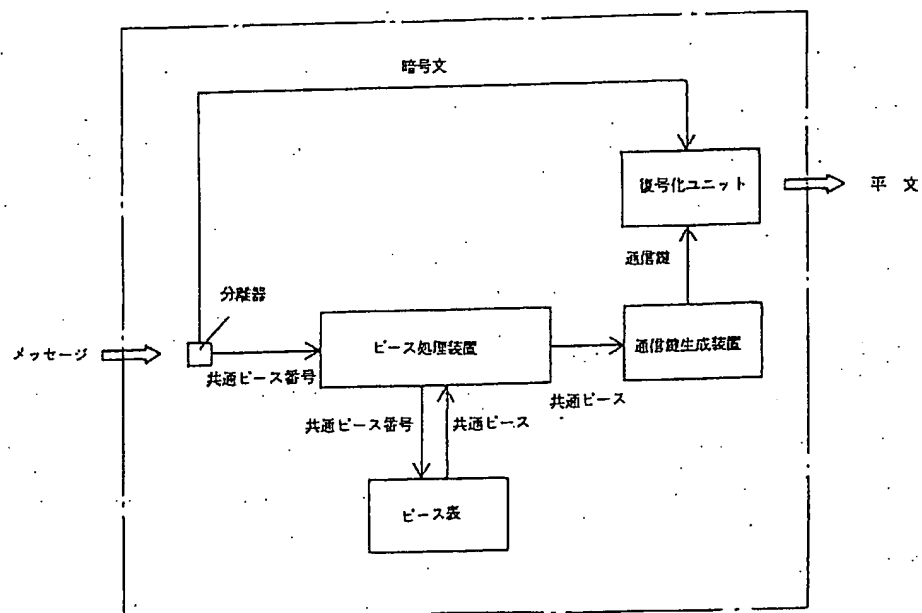 暗号文
復号化ユニット
平 文
通信鍵
分離器
メッセージ
ピース処理装置
通信鍵生成装置
共通ピース番号
共通ピース
共通ピース番号
共通ピース
ピース表